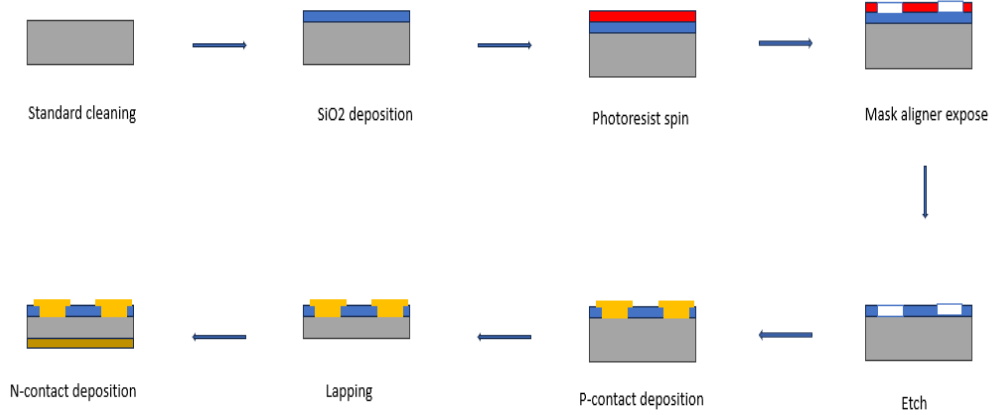 Standard cleaning
SiO2 deposition
Photoresist spin
Mask aligner expose
Etch
P-contact deposition
Lapping
N-contact deposition